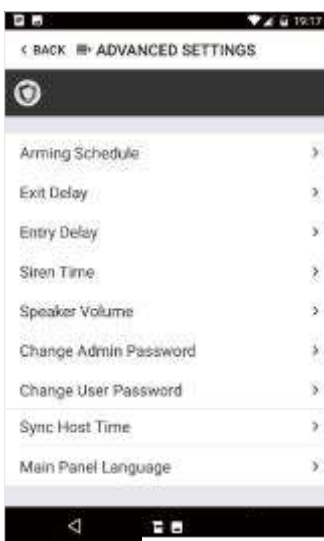 19:17
< BACK ADVANCED SETTINGS
Arming Schedule
Exit Delay
Entry Delay
Siren Time
Speaker Volume
Change Admin Password
Change User Password
Sync Host Time
Main Panel Language